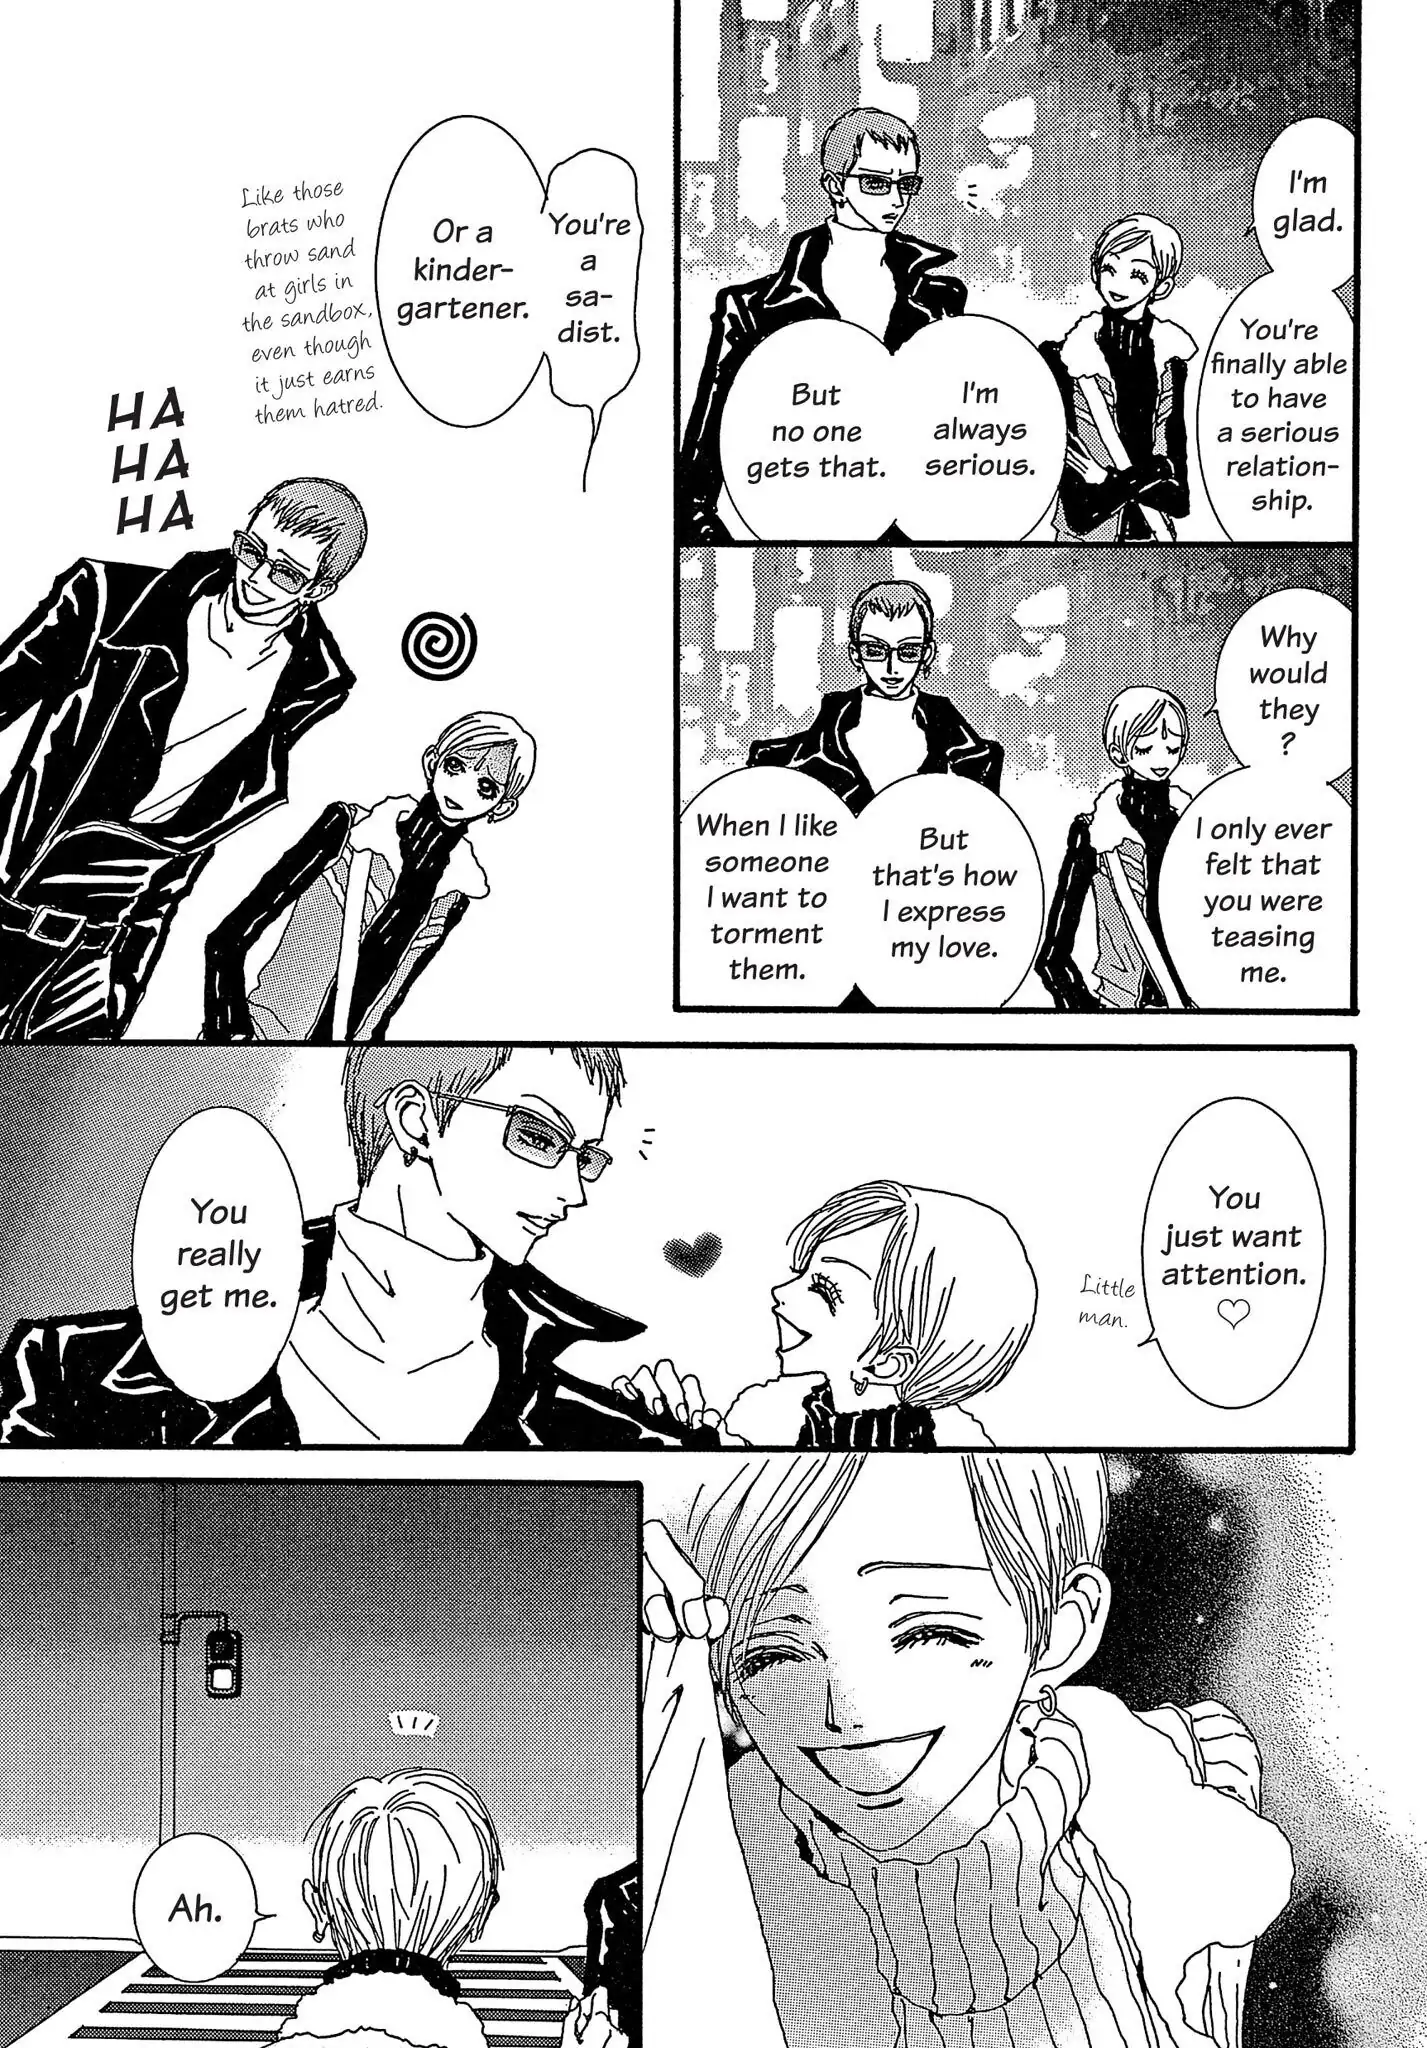 I'm
glad.
You're
finally able
to have
a serious
relation-
ship.
I'm
always
serious.
But
no one
gets that.
Why
would
they
?
I only ever
felt that
you were
teasing
me.
But
that's how
I express
my love.
When I like
someone
I want to
torment
them.
You're
a
sa-
dist.
Or a
kinder-
gartener.
Like those
brats who
throw sand
at girls in
the sandbox,
even though
it just earns
them hatred.
HA
HA
HA
You
just want
attention.
♡
Little
man.
You
really
get me.
Ah.